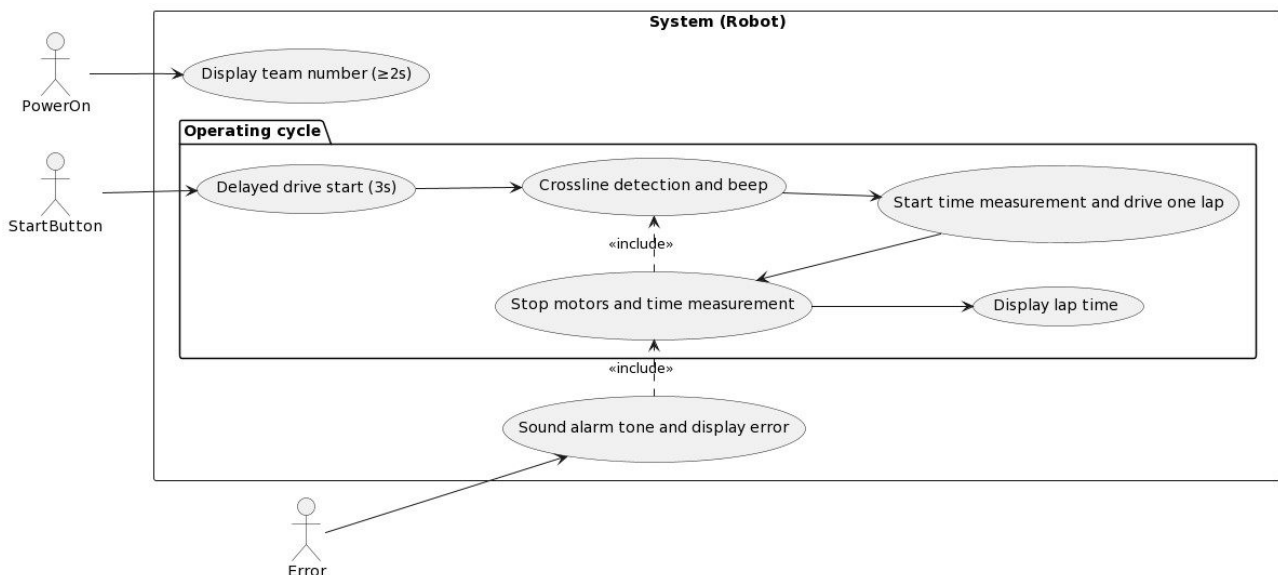 System (Robot)
Display team number (≥2s)
PowerOn
Operating cycle
StartButton
Delayed drive start (3s)
Crossline detection and beep
Start time measurement and drive one lap
«include»
Stop motors and time measurement
Display lap time
«include»
Sound alarm tone and display error
Error